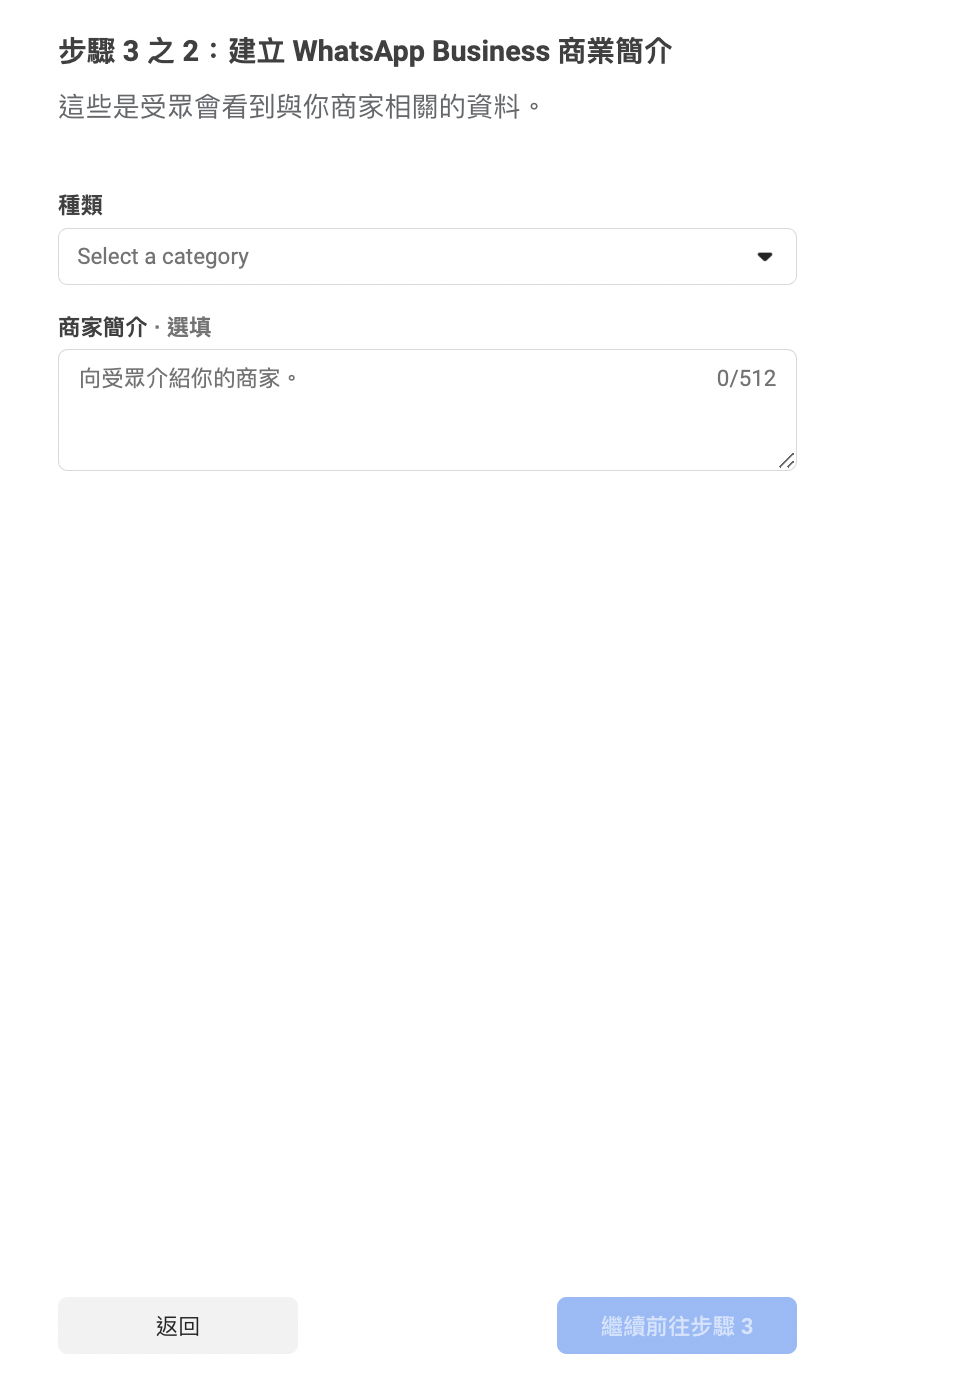 步驟 3 之 2：建立 WhatsApp Business 商業簡介
這些是受眾會看到與你商家相關的資料。
種類
Select a category
商家簡介 · 選填
向受眾介紹你的商家。 0/512
返回 繼續前往步驟 3